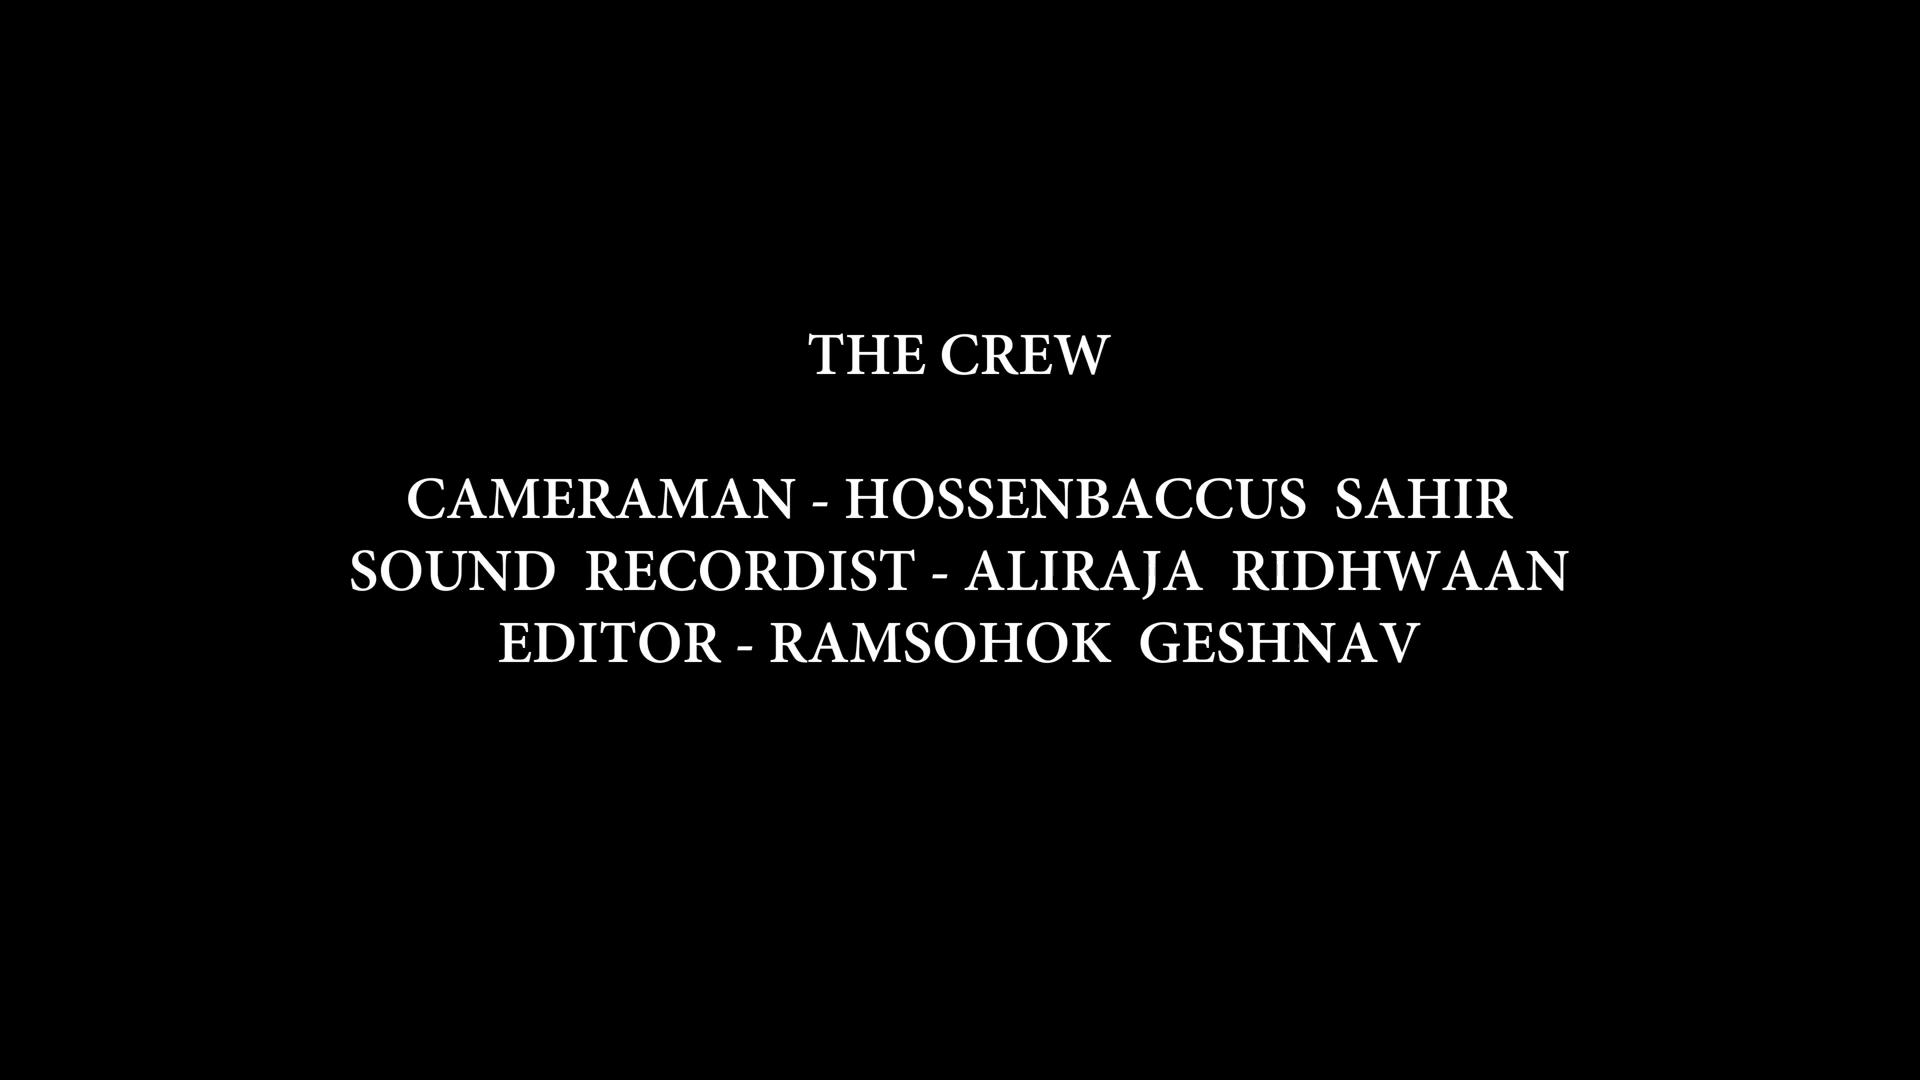 THE CREW
CAMERAMAN - HOSSENBACCUS SAHIR
SOUND RECORDIST - ALIRAJA RIDHWAAN
EDITOR - RAMSOHOK GESHNAV